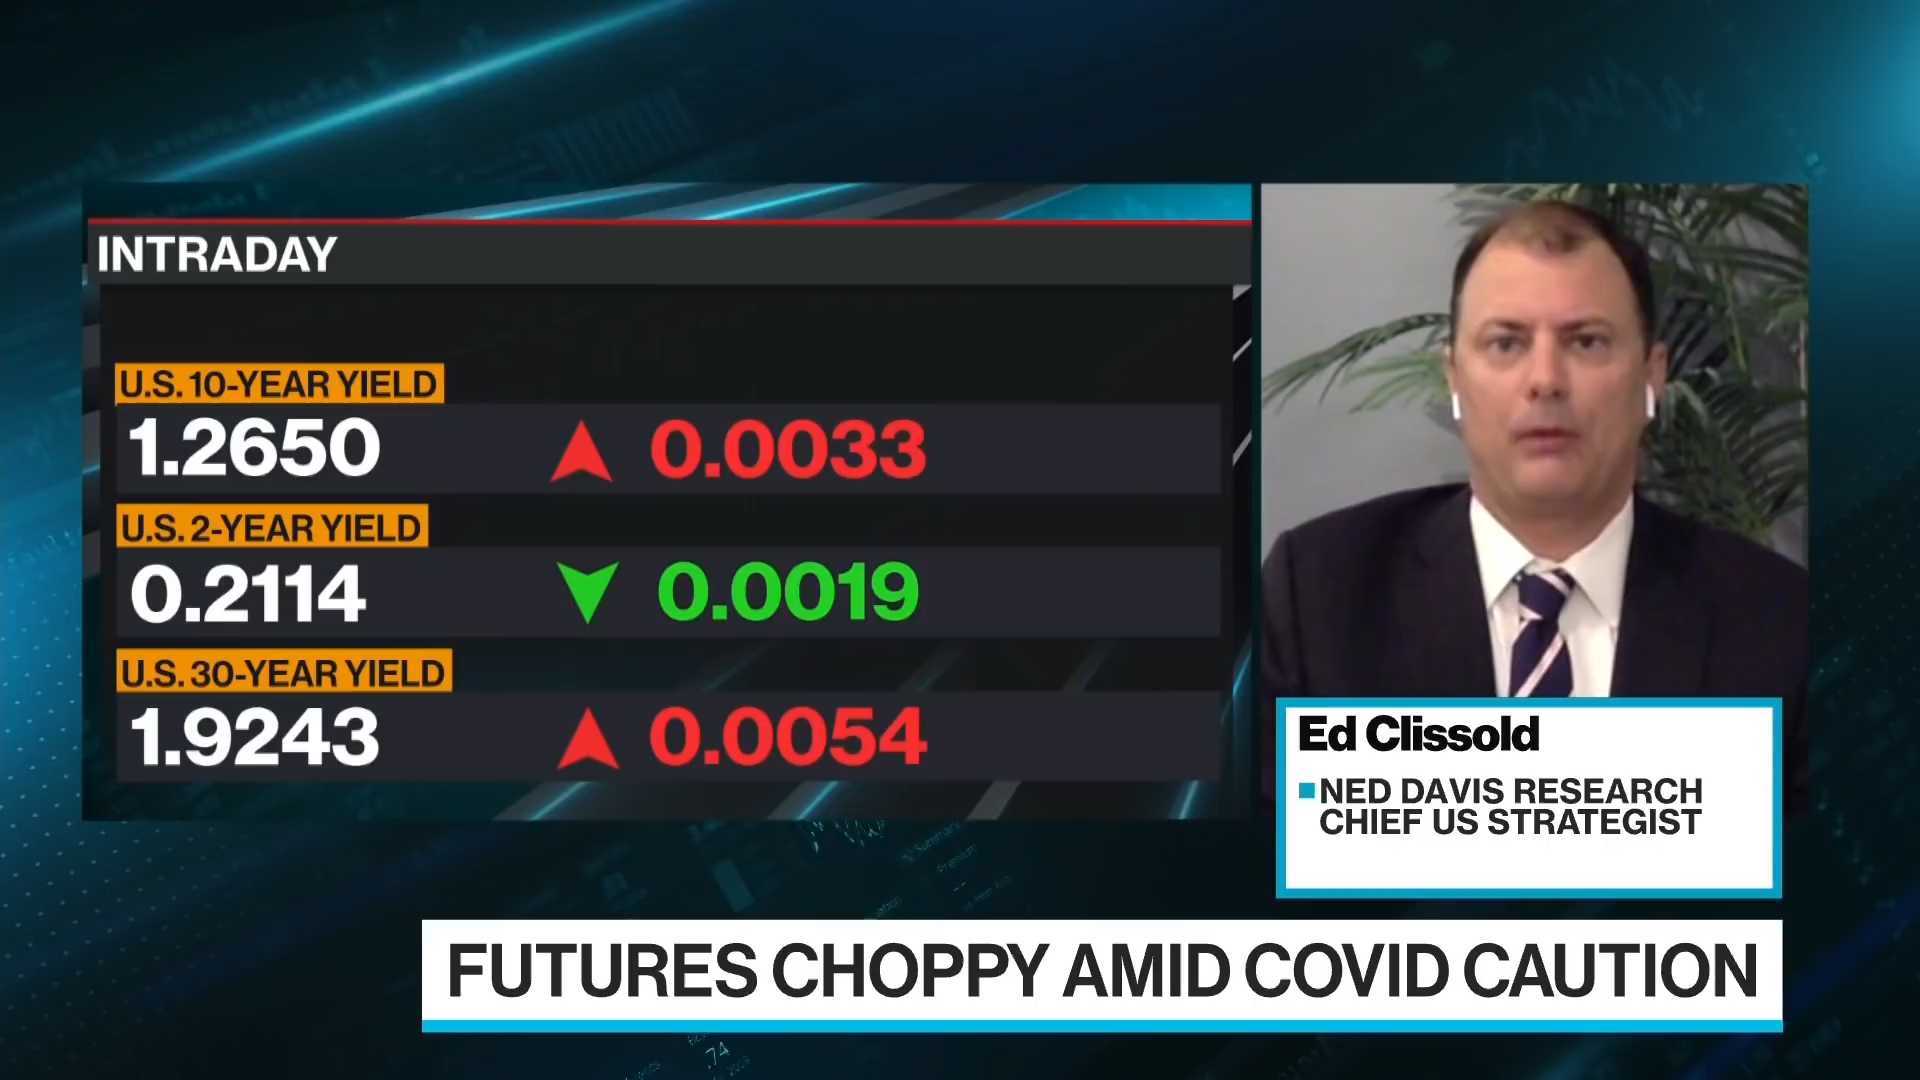 INTRADAY
U.S. 10-YEAR YIELD
1.2650 ▲ 0.0033
U.S. 2-YEAR YIELD
0.2114 ▼ 0.0019
U.S. 30-YEAR YIELD
1.9243 ▲ 0.0054
Ed Clissold
NED DAVIS RESEARCH
CHIEF US STRATEGIST
FUTURES CHOPPY AMID COVID CAUTION
.74